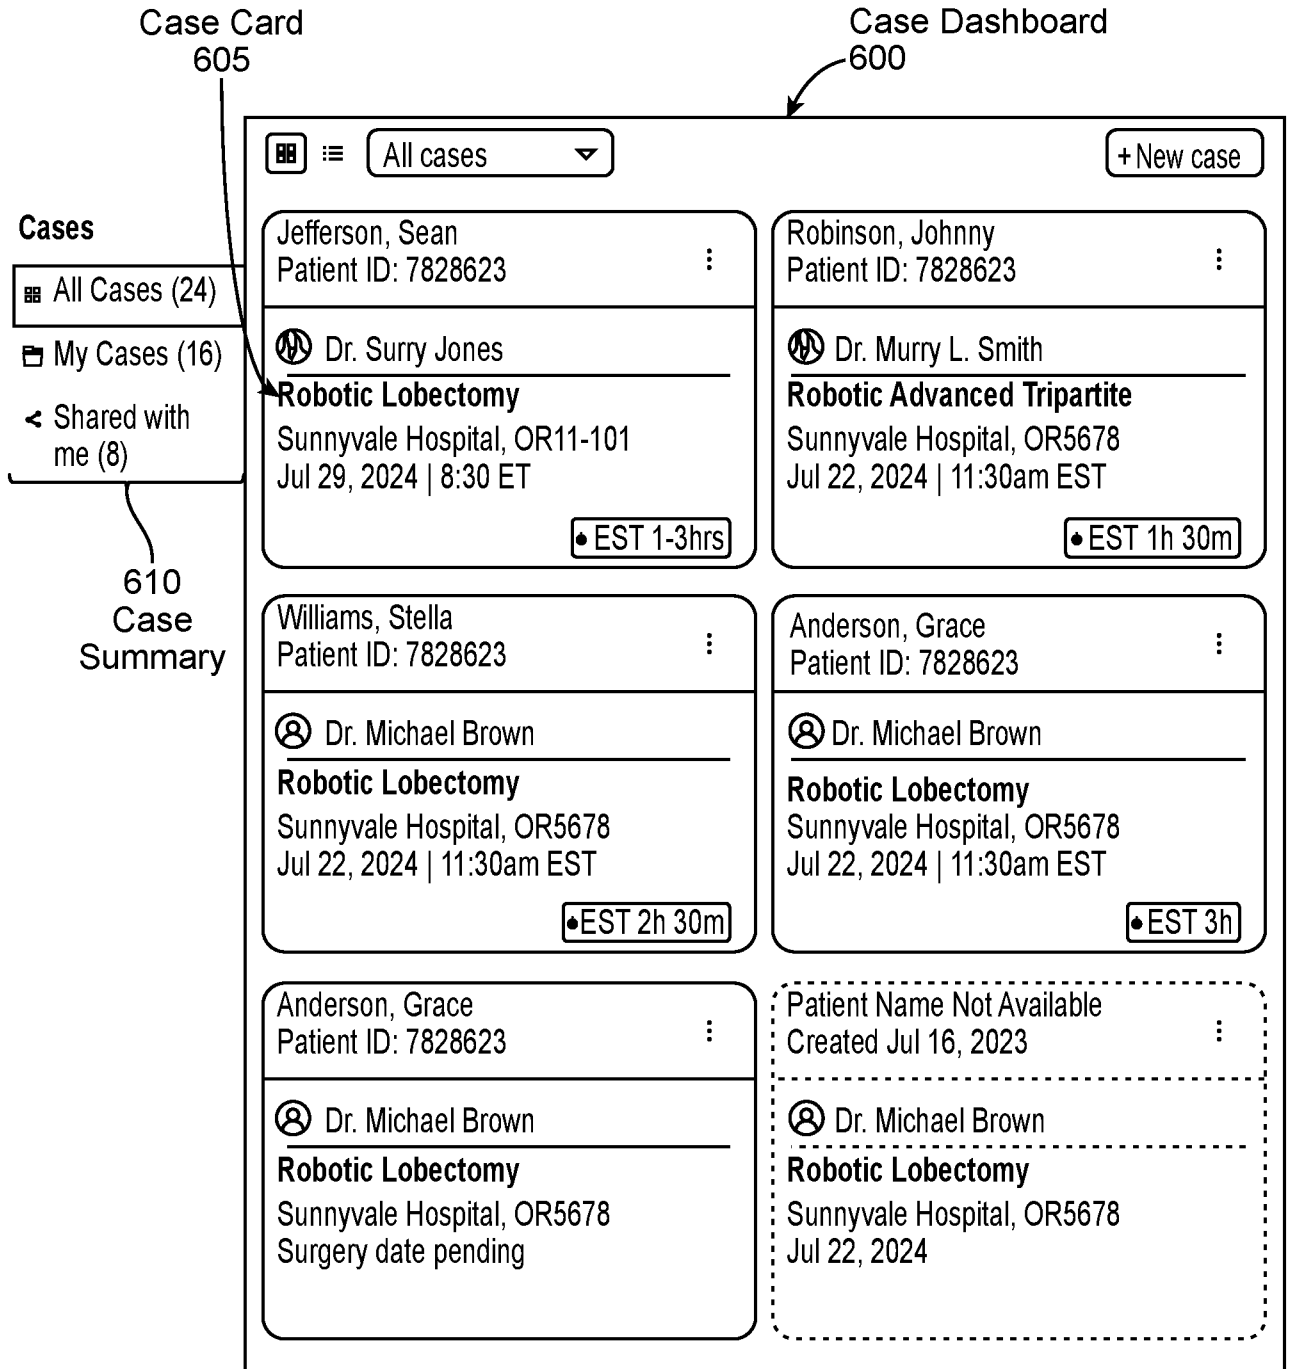 Case Card
605
Case Dashboard
600
All cases
+ New case
Cases
All Cases (24)
My Cases (16)
Shared with
me (8)
610
Case
Summary
Jefferson, Sean
Patient ID: 7828623
Dr. Surry Jones
Robotic Lobectomy
Sunnyvale Hospital, OR11-101
Jul 29, 2024 | 8:30 ET
EST 1-3hrs
Robinson, Johnny
Patient ID: 7828623
Dr. Murry L. Smith
Robotic Advanced Tripartite
Sunnyvale Hospital, OR5678
Jul 22, 2024 | 11:30am EST
EST 1h 30m
Williams, Stella
Patient ID: 7828623
Dr. Michael Brown
Robotic Lobectomy
Sunnyvale Hospital, OR5678
Jul 22, 2024 | 11:30am EST
EST 2h 30m
Anderson, Grace
Patient ID: 7828623
Dr. Michael Brown
Robotic Lobectomy
Sunnyvale Hospital, OR5678
Jul 22, 2024 | 11:30am EST
EST 3h
Anderson, Grace
Patient ID: 7828623
Dr. Michael Brown
Robotic Lobectomy
Sunnyvale Hospital, OR5678
Surgery date pending
Patient Name Not Available
Created Jul 16, 2023
Dr. Michael Brown
Robotic Lobectomy
Sunnyvale Hospital, OR5678
Jul 22, 2024